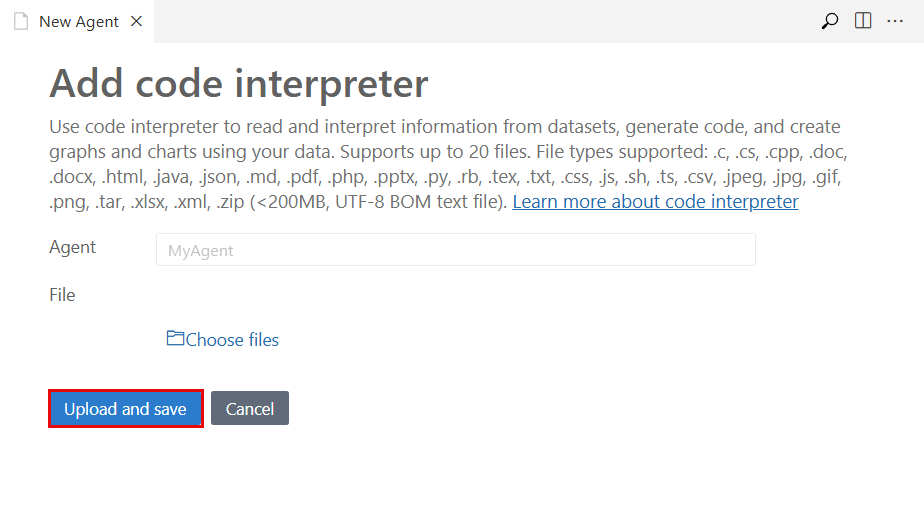 New Agent
Add code interpreter
Use code interpreter to read and interpret information from datasets, generate code, and create
graphs and charts using your data. Supports up to 20 files. File types supported: .c, .cs, .cpp, .doc,
.docx, .html, .java, .json, .md, .pdf, .php, .pptx, .py, .rb, .tex, .txt, .css, .js, .sh, .ts, .csv, .jpeg, .jpg, .gif,
.png, .tar, .xlsx, .xml, .zip (<200MB, UTF-8 BOM text file). Learn more about code interpreter
Agent
MyAgent
File
Choose files
Upload and save
Cancel